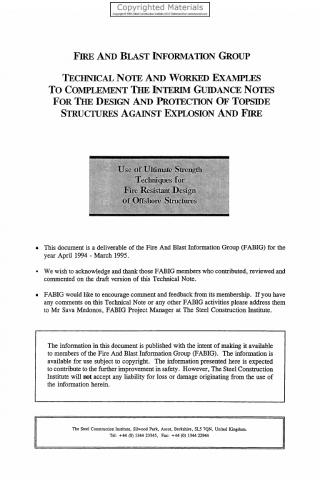 Copyrighted Materials
FIRE AND BLAST INFORMATION GROUP
TECHNICAL NOTE AND WORKED EXAMPLES
TO COMPLEMENT THE INTERIM GUIDANCE NOTES
FOR THE DESIGN AND PROTECTION OF TOPSIDE
STRUCTURES AGAINST EXPLOSION AND FIRE
Use of Ultimate Strength
Techniques for
Fire Resistant Design
of Offshore Structures
• This document is a deliverable of the Fire And Blast Information Group (FABIG) for the
year April 1994 - March 1995.
• We wish to acknowledge and thank those FABIG members who contributed, reviewed and
commented on the draft version of this Technical Note.
• FABIG would like to encourage comment and feedback from its membership. If you have
any comments on this Technical Note or any other FABIG activities please address them
to Mr Sava Medonos, FABIG Project Manager at The Steel Construction Institute.
The information in this document is published with the intent of making it available
to members of the Fire And Blast Information Group (FABIG). The information is
available for use subject to copyright. The information presented here is expected
to contribute to the further improvement in safety. However, The Steel Construction
Institute will not accept any liability for loss or damage originating from the use of
the information herein.
The Steel Construction Institute, Silwood Park, Ascot, Berkshire, SL5 7QN, United Kingdom.
Tel: +44 (0) 1344 23345, Fax: +44 (0) 1344 22944